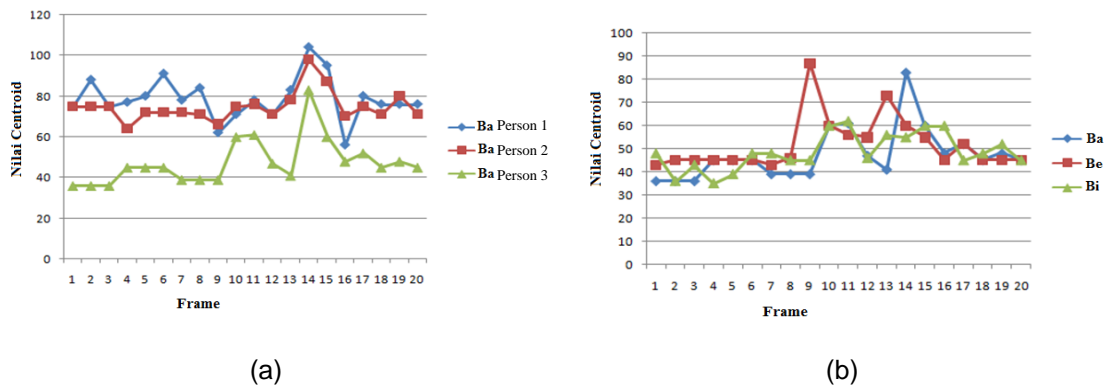 120
100
80
60
40
20
0
Nilai Centroid
1 2 3 4 5 6 7 8 9 10 11 12 13 14 15 16 17 18 19 20
Frame
Ba Person 1
Ba Person 2
Ba Person 3
(a)
100
90
80
70
60
50
40
30
20
10
0
Nilai Centroid
1 2 3 4 5 6 7 8 9 10 11 12 13 14 15 16 17 18 19 20
Frame
Ba
Be
Bi
(b)